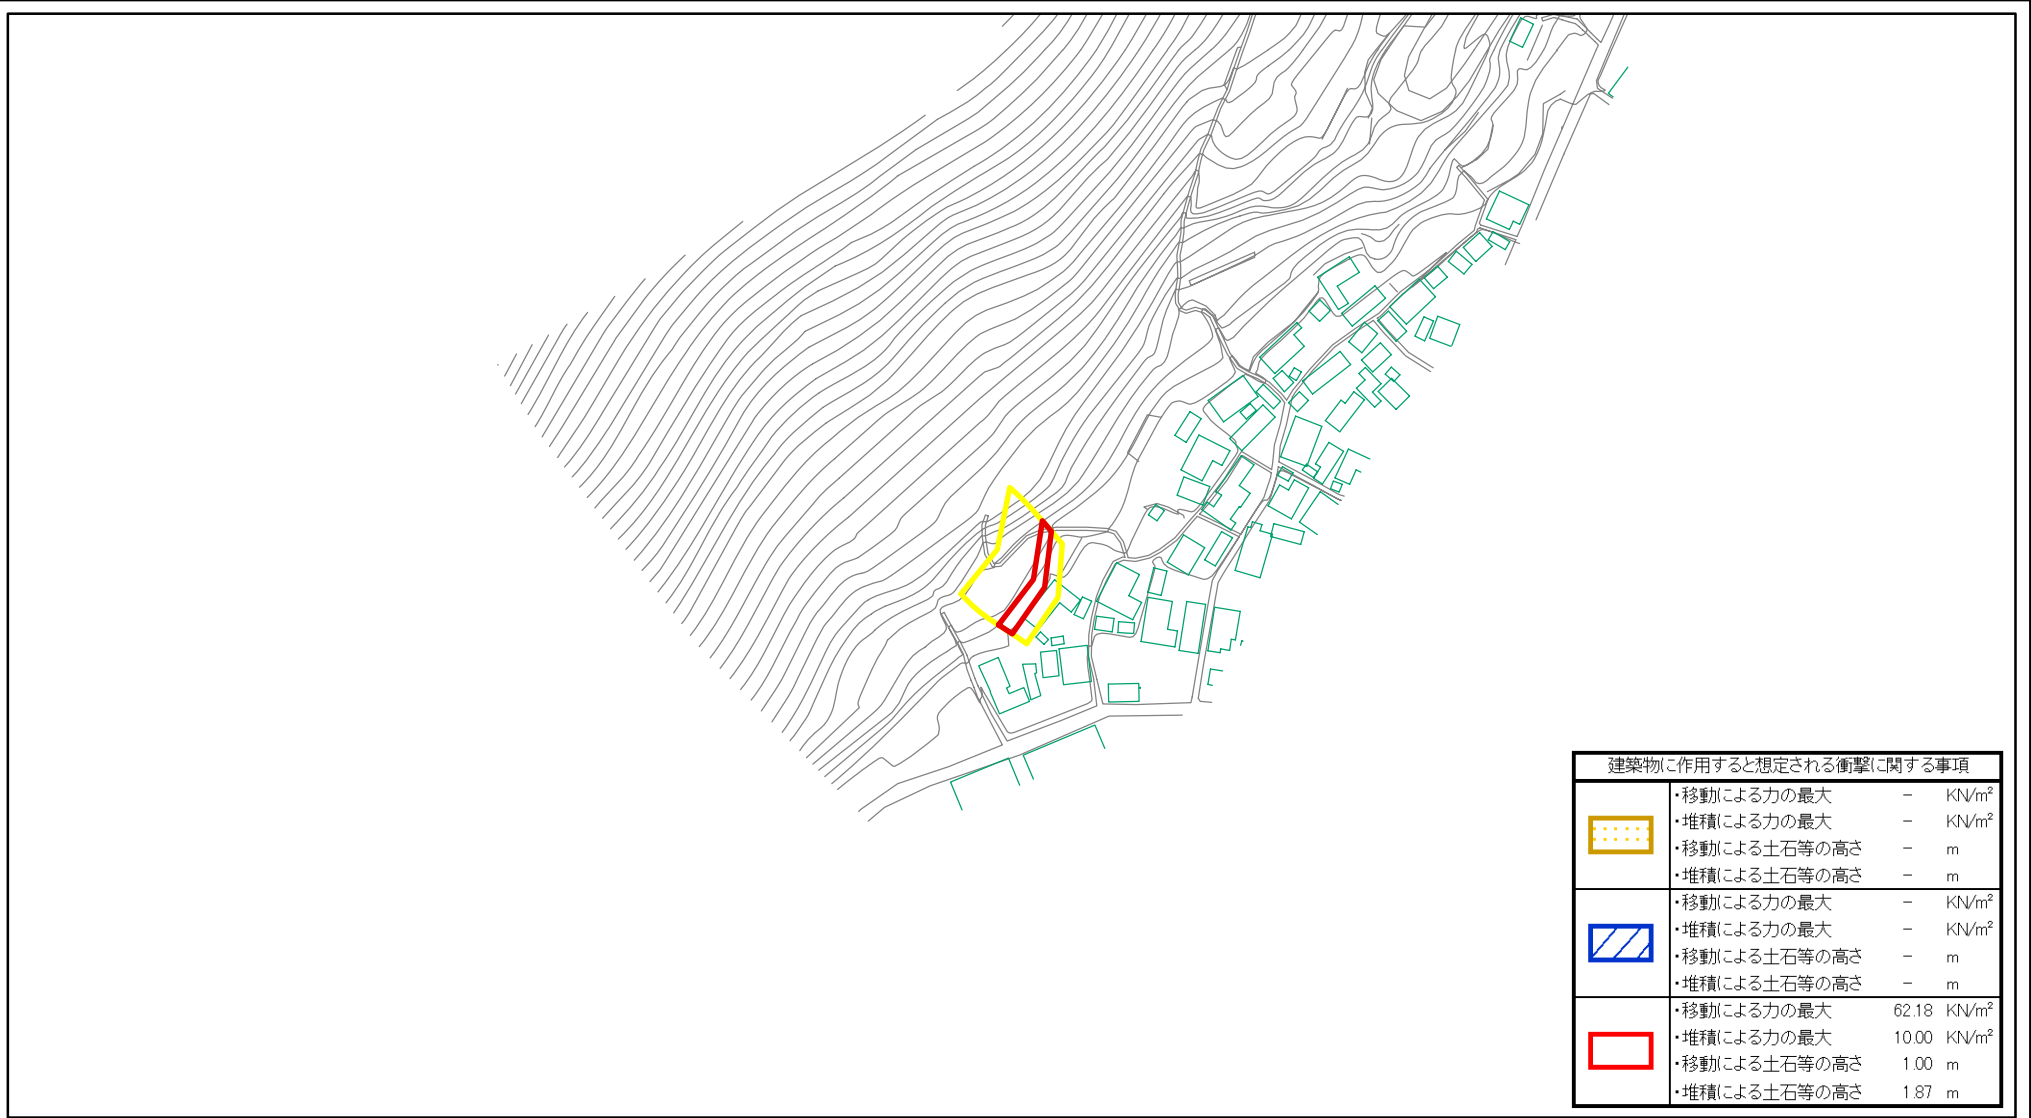 建築物に作用すると想定される衝撃に関する事項
・移動による力の最大 － KN/m²
・堆積による力の最大 － KN/m²
・移動による土石等の高さ － m
・堆積による土石等の高さ － m
・移動による力の最大 － KN/m²
・堆積による力の最大 － KN/m²
・移動による土石等の高さ － m
・堆積による土石等の高さ － m
・移動による力の最大 62.18 KN/m²
・堆積による力の最大 10.00 KN/m²
・移動による土石等の高さ 1.00 m
・堆積による土石等の高さ 1.87 m